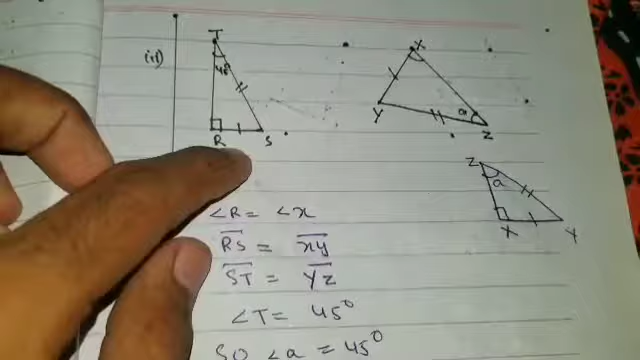 (ii)
T
45°
R
S
X
Y
a
Z
Z
a
X
Y
∠R = ∠x
RS = xy
ST = YZ
∠T = 45°
SO ∠a = 45°